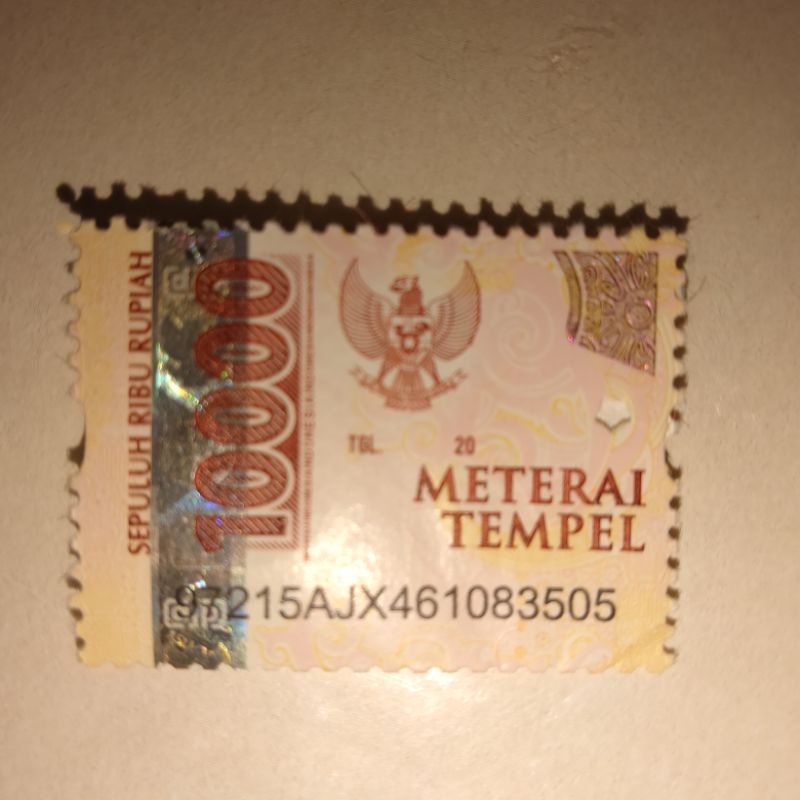 SEPULUH RIBU RUPIAH
10000
TGL. 20
METERAI
TEMPEL
97215AJX461083505